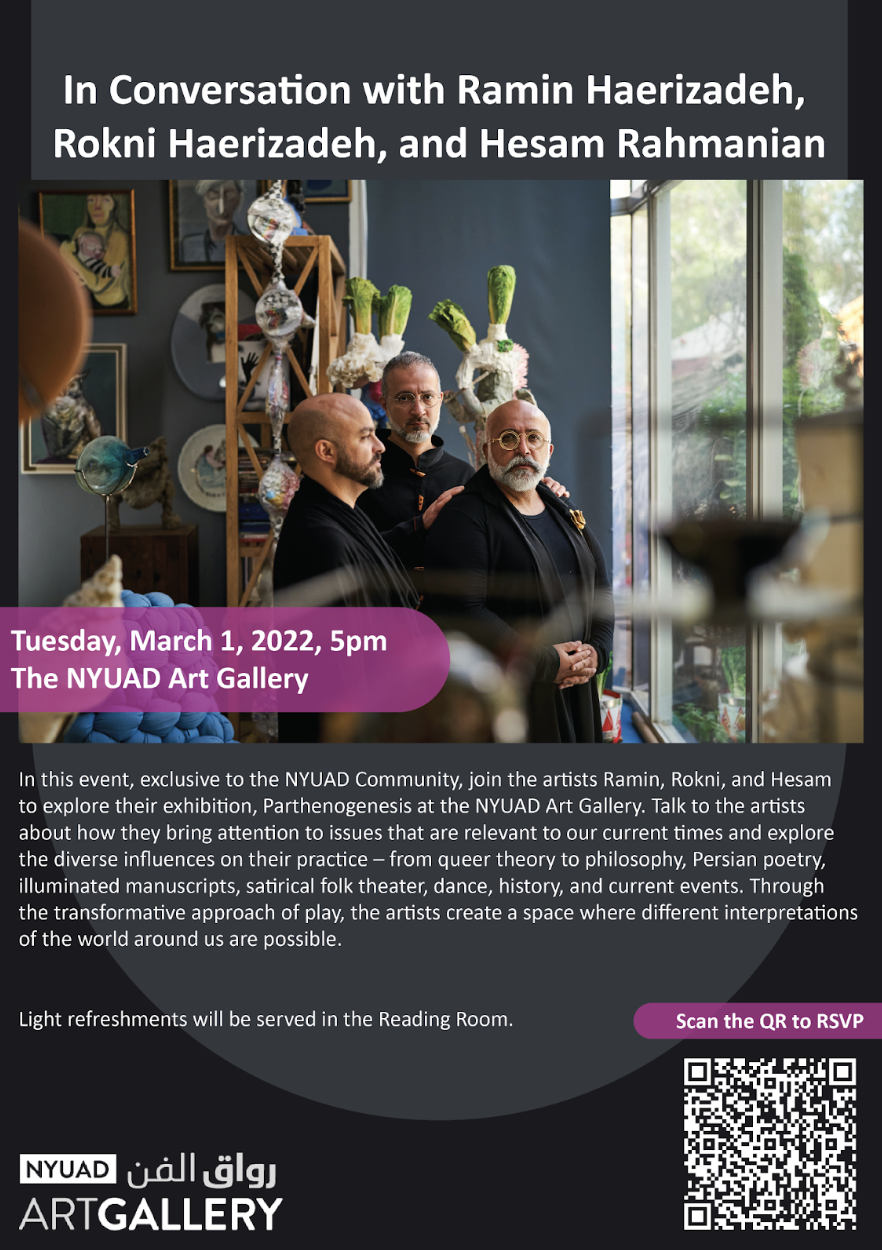 In Conversation with Ramin Haerizadeh,
Rokni Haerizadeh, and Hesam Rahmanian
Tuesday, March 1, 2022, 5pm
The NYUAD Art Gallery
In this event, exclusive to the NYUAD Community, join the artists Ramin, Rokni, and Hesam
to explore their exhibition, Parthenogenesis at the NYUAD Art Gallery. Talk to the artists
about how they bring attention to issues that are relevant to our current times and explore
the diverse influences on their practice – from queer theory to philosophy, Persian poetry,
illuminated manuscripts, satirical folk theater, dance, history, and current events. Through
the transformative approach of play, the artists create a space where different interpretations
of the world around us are possible.
Light refreshments will be served in the Reading Room.
Scan the QR to RSVP
NYUAD رواق الفن
ARTGALLERY